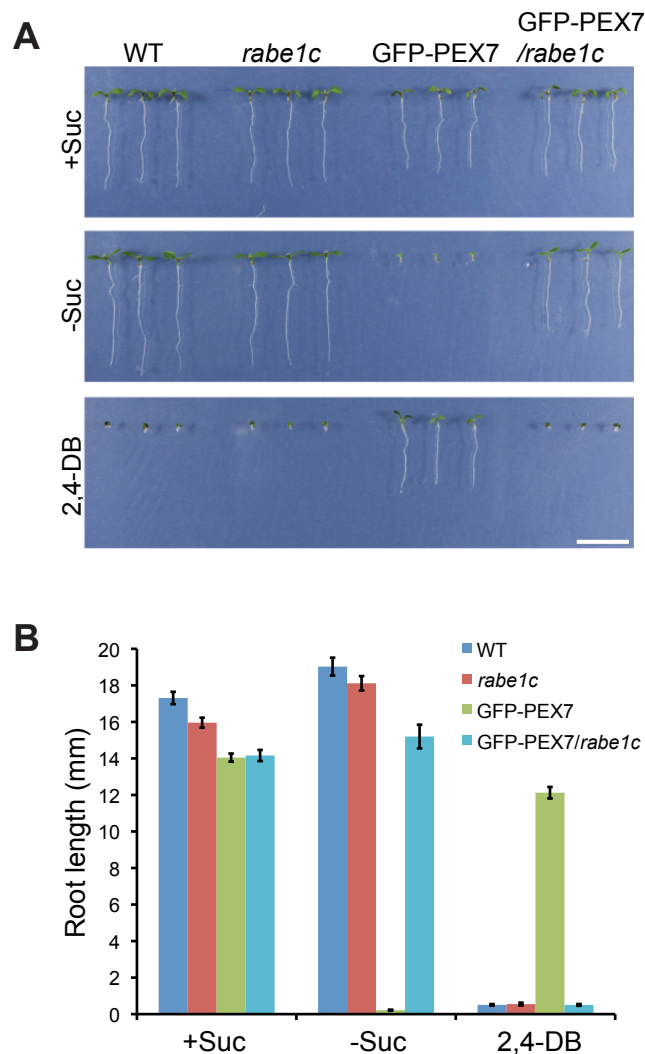 A
WT
rabe1c
GFP-PEX7
GFP-PEX7
/rabe1c
+Suc
-Suc
2,4-DB
B
20
18
16
14
12
10
8
6
4
2
0
Root length (mm)
WT
rabe1c
GFP-PEX7
GFP-PEX7/rabe1c
+Suc
-Suc
2,4-DB